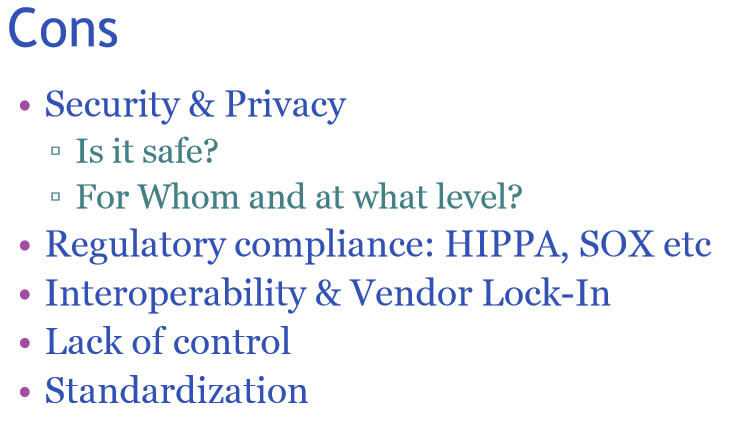 Cons
• Security & Privacy
▫ Is it safe?
▫ For Whom and at what level?
• Regulatory compliance: HIPPA, SOX etc
• Interoperability & Vendor Lock-In
• Lack of control
• Standardization